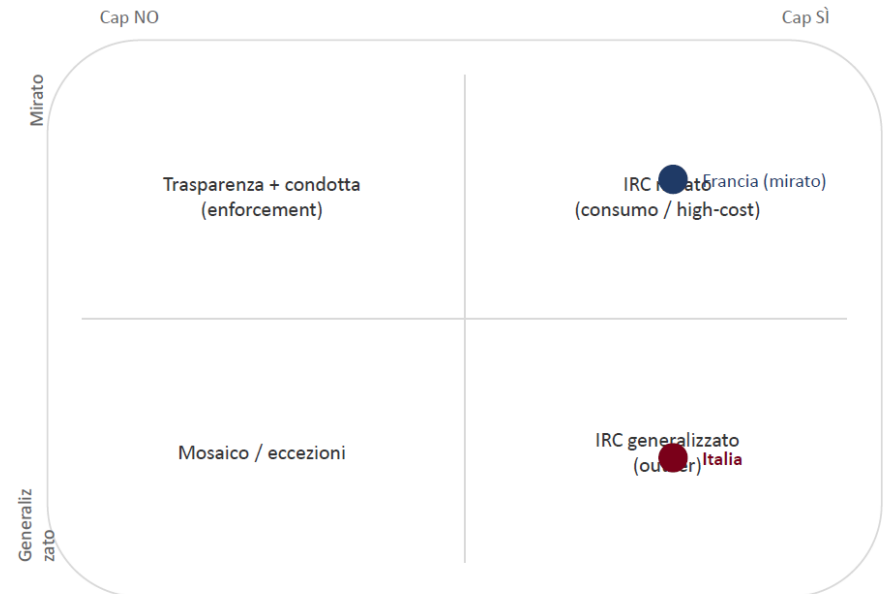 Cap NO
Cap SÌ
Mirato
Trasparenza + condotta
(enforcement)
IRC
Francia (mirato)
(consumo / high-cost)
Mosaico / eccezioni
IRC generalizzato
Italia
Generaliz
zato